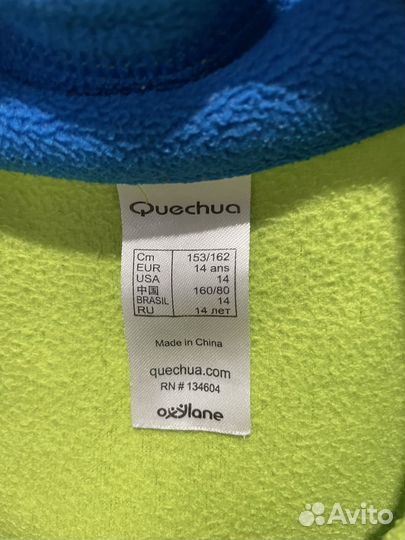 Quechua
Cm 153/162
EUR 14 ans
USA 14
中国 160/80
BRASIL 14
RU 14 лет
Made in China
quechua.com
RN # 134604
oxylane
Avito